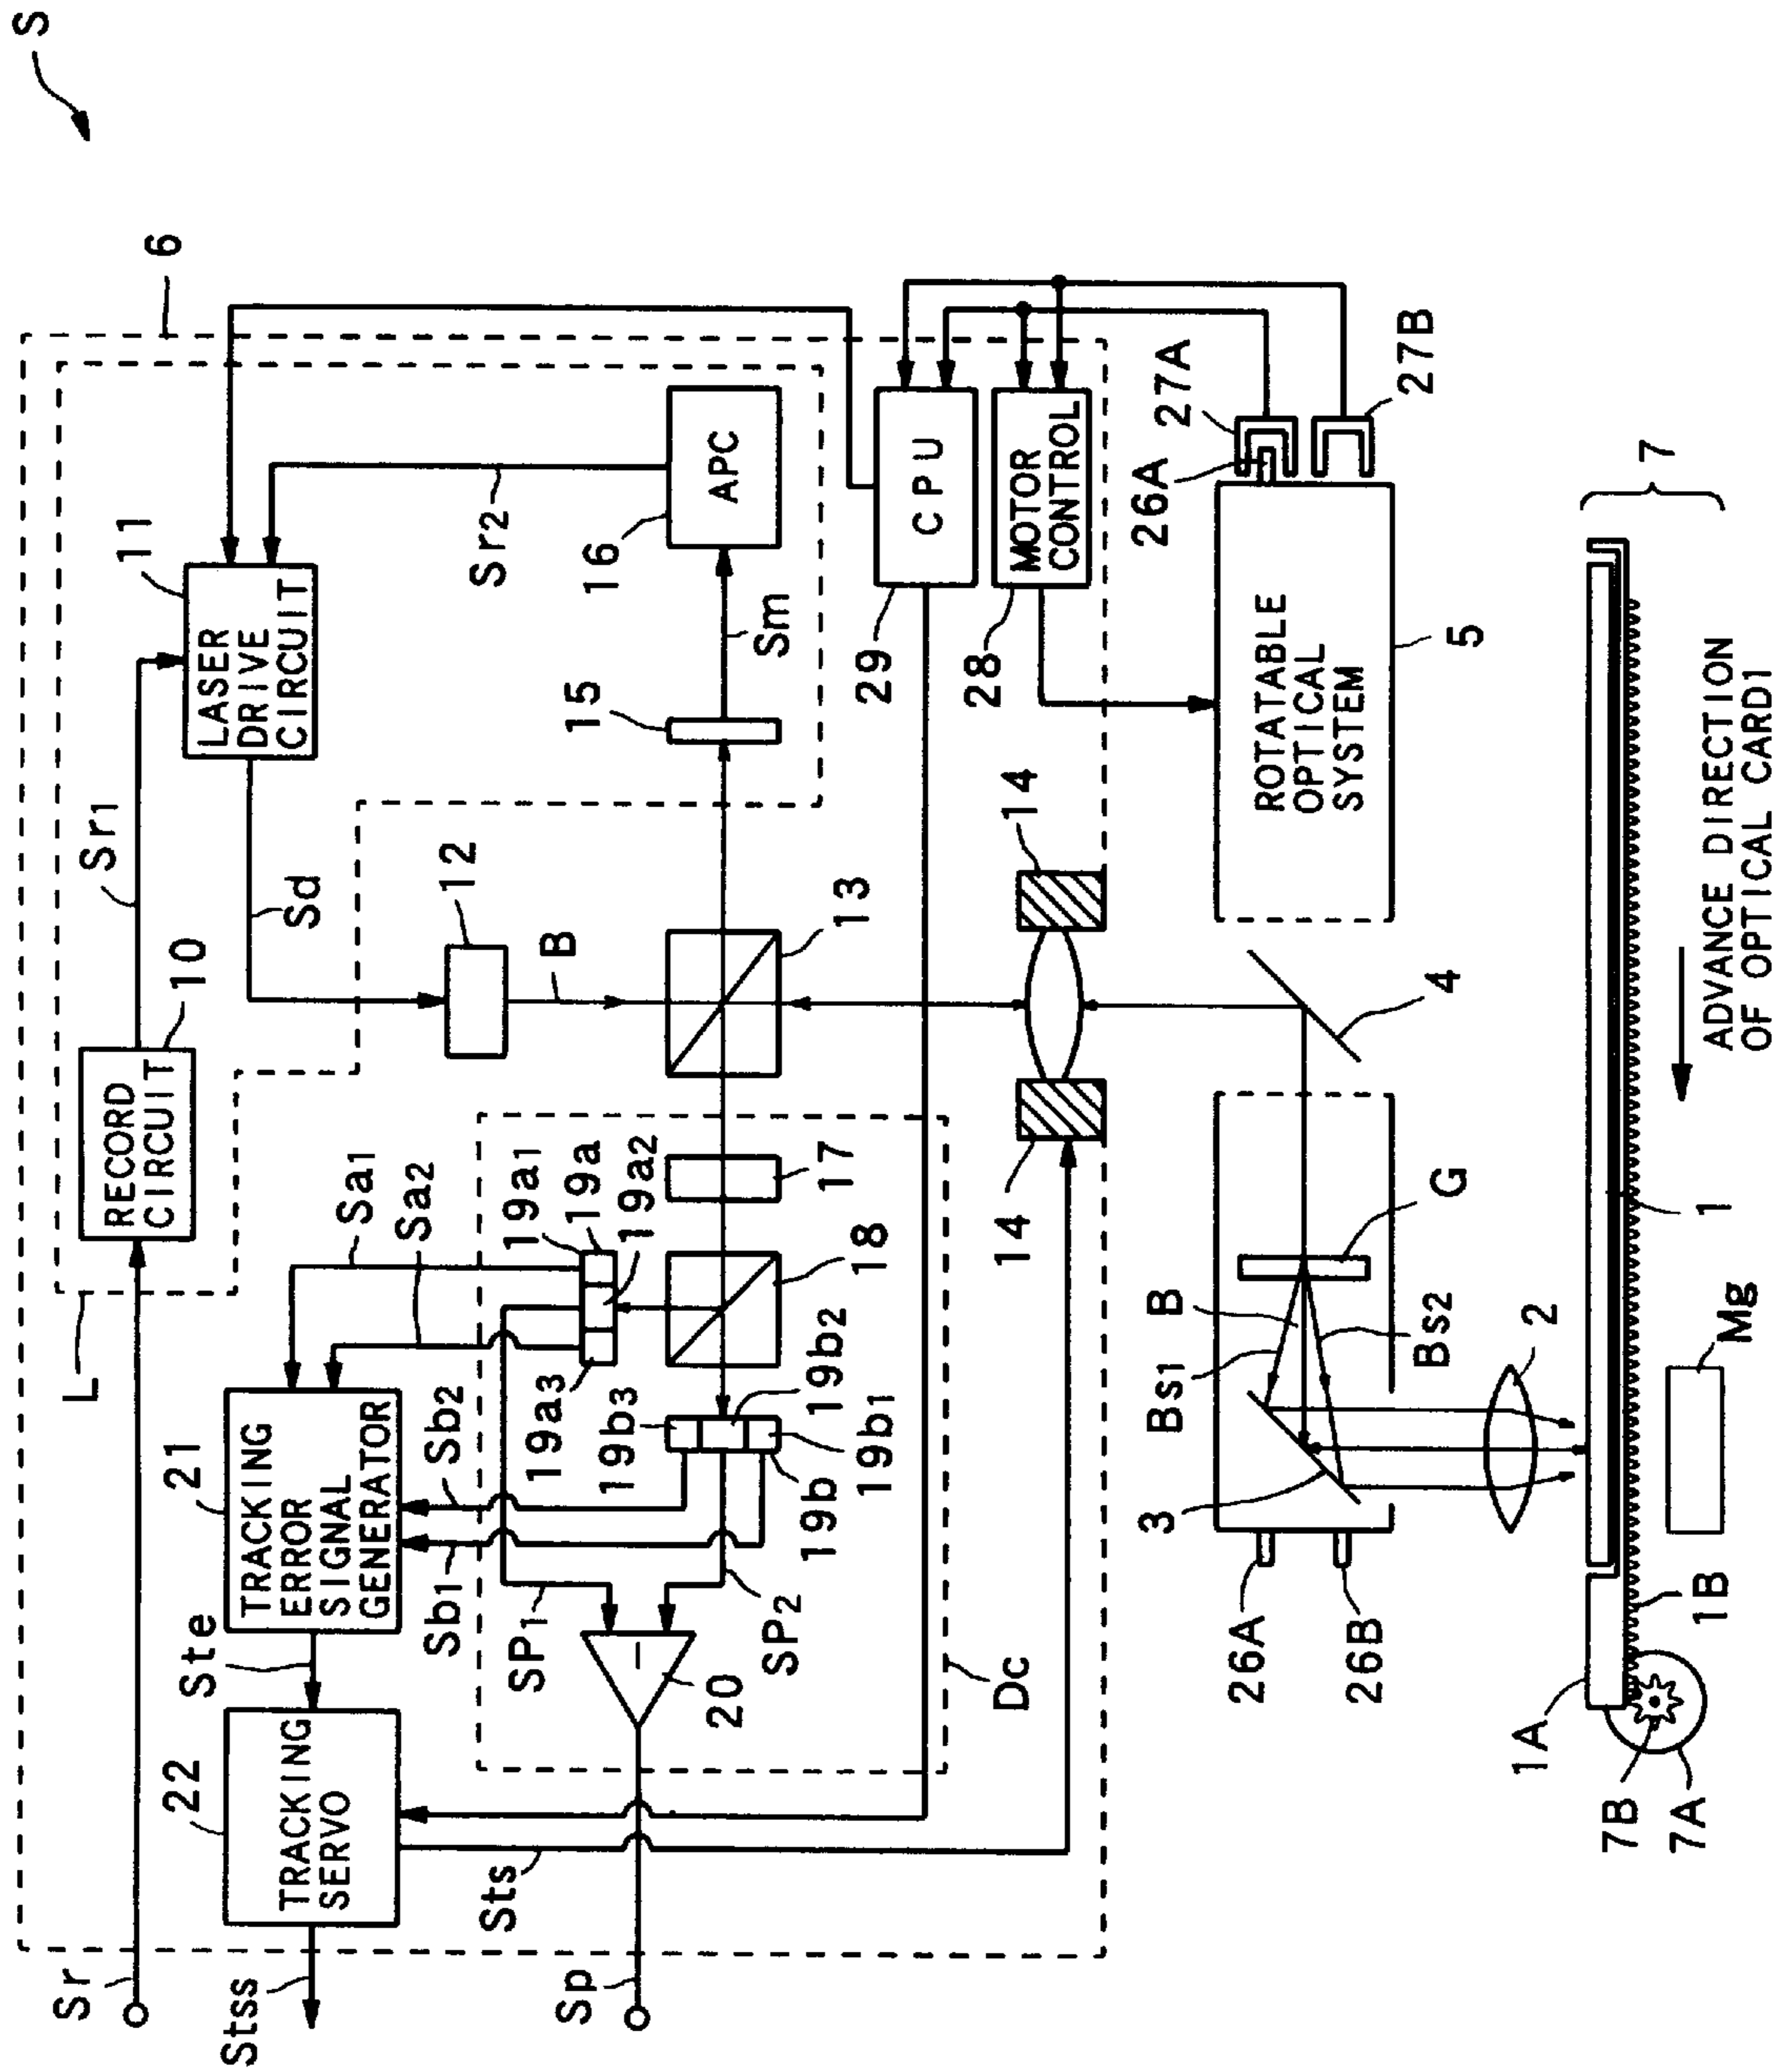 S
6
L
Sr
10
RECORD
CIRCUIT
Sr1
11
LASER
DRIVE
CIRCUIT
Sd
Sr2
16
APC
Sm
15
12
B
13
Stss
22
TRACKING
SERVO
Ste
21
TRACKING
ERROR
SIGNAL
GENERATOR
Sa1
Sa2
Sb1
Sb2
19a1
19a
19a2
19a3
19b3
19b2
19b1
19b
17
18
SP1
SP2
20
Sp
Sts
Dc
14
14
29
CPU
28
MOTOR
CONTROL
26A
27A
27B
ROTATABLE
OPTICAL
SYSTEM
5
4
G
B
Bs1
Bs2
3
2
26A
26B
7
1
1A
1B
7B
7A
Mg
ADVANCE DIRECTION
OF OPTICAL CARD1